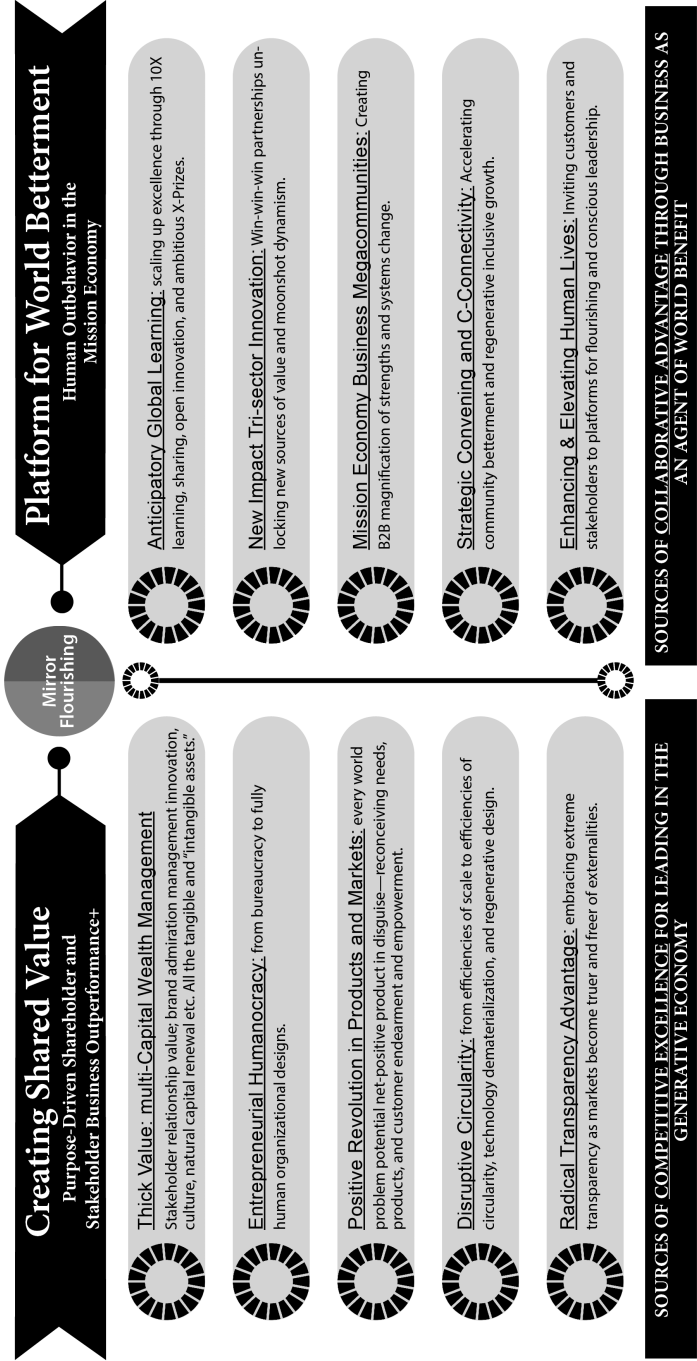 Creating Shared Value
Purpose-Driven Shareholder and
Stakeholder Business Outperformance+
Mirror
Flourishing
Platform for World Betterment
Human Outbehavior in the
Mission Economy
Thick Value: multi-Capital Wealth Management
Stakeholder relationship value; brand admiration management innovation,
culture, natural capital renewal etc. All the tangible and “intangible assets.”
Entrepreneurial Humanocracy: from bureaucracy to fully
human organizational designs.
Positive Revolution in Products and Markets: every world
problem potential net-positive product in disguise—reconceiving needs,
products, and customer endearment and empowerment.
Disruptive Circularity: from efficiencies of scale to efficiencies of
circularity, technology dematerialization, and regenerative design.
Radical Transparency Advantage: embracing extreme
transparency as markets become truer and freer of externalities.
SOURCES OF COMPETITIVE EXCELLENCE FOR LEADING IN THE
GENERATIVE ECONOMY
Anticipatory Global Learning: scaling up excellence through 10X
learning, sharing, open innovation, and ambitious X-Prizes.
New Impact Tri-sector Innovation: Win-win-win partnerships un-
locking new sources of value and moonshot dynamism.
Mission Economy Business Megacommunities: Creating
B2B magnification of strengths and systems change.
Strategic Convening and C-Connectivity: Accelerating
community betterment and regenerative inclusive growth.
Enhancing & Elevating Human Lives: Inviting customers and
stakeholders to platforms for flourishing and conscious leadership.
SOURCES OF COLLABORATIVE ADVANTAGE THROUGH BUSINESS AS
AN AGENT OF WORLD BENEFIT